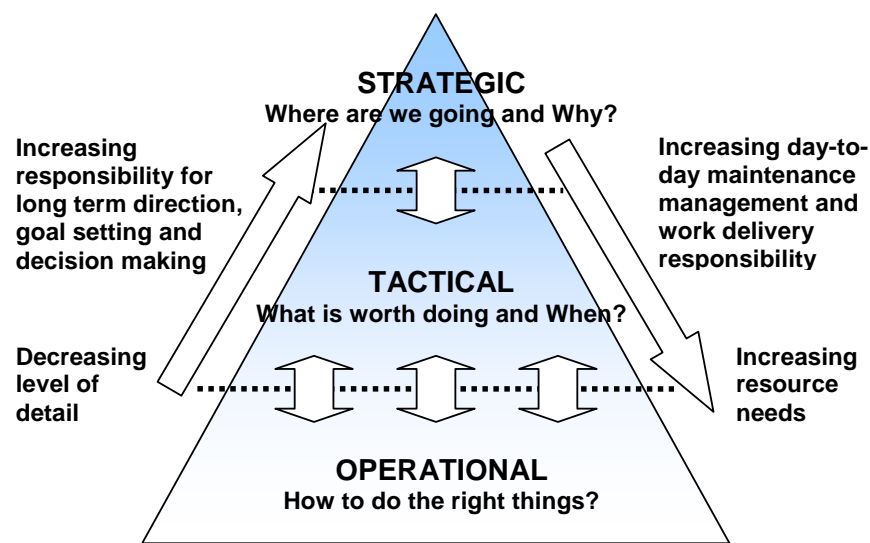 STRATEGIC
Where are we going and Why?
Increasing
responsibility for
long term direction,
goal setting and
decision making
Increasing day-to-
day maintenance
management and
work delivery
responsibility
TACTICAL
What is worth doing and When?
Decreasing
level of
detail
Increasing
resource
needs
OPERATIONAL
How to do the right things?